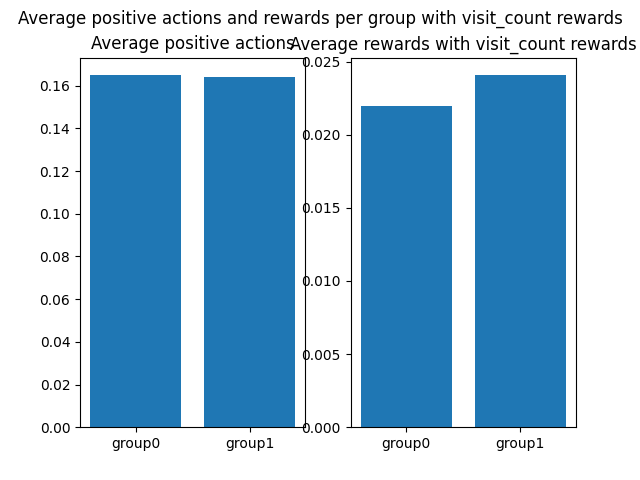 Average positive actions and rewards per group with visit_count rewards
Average positive actions
Average rewards with visit_count rewards
0.16
0.14
0.12
0.10
0.08
0.06
0.04
0.02
0.00
group0
group1
0.025
0.020
0.015
0.010
0.005
0.000
group0
group1